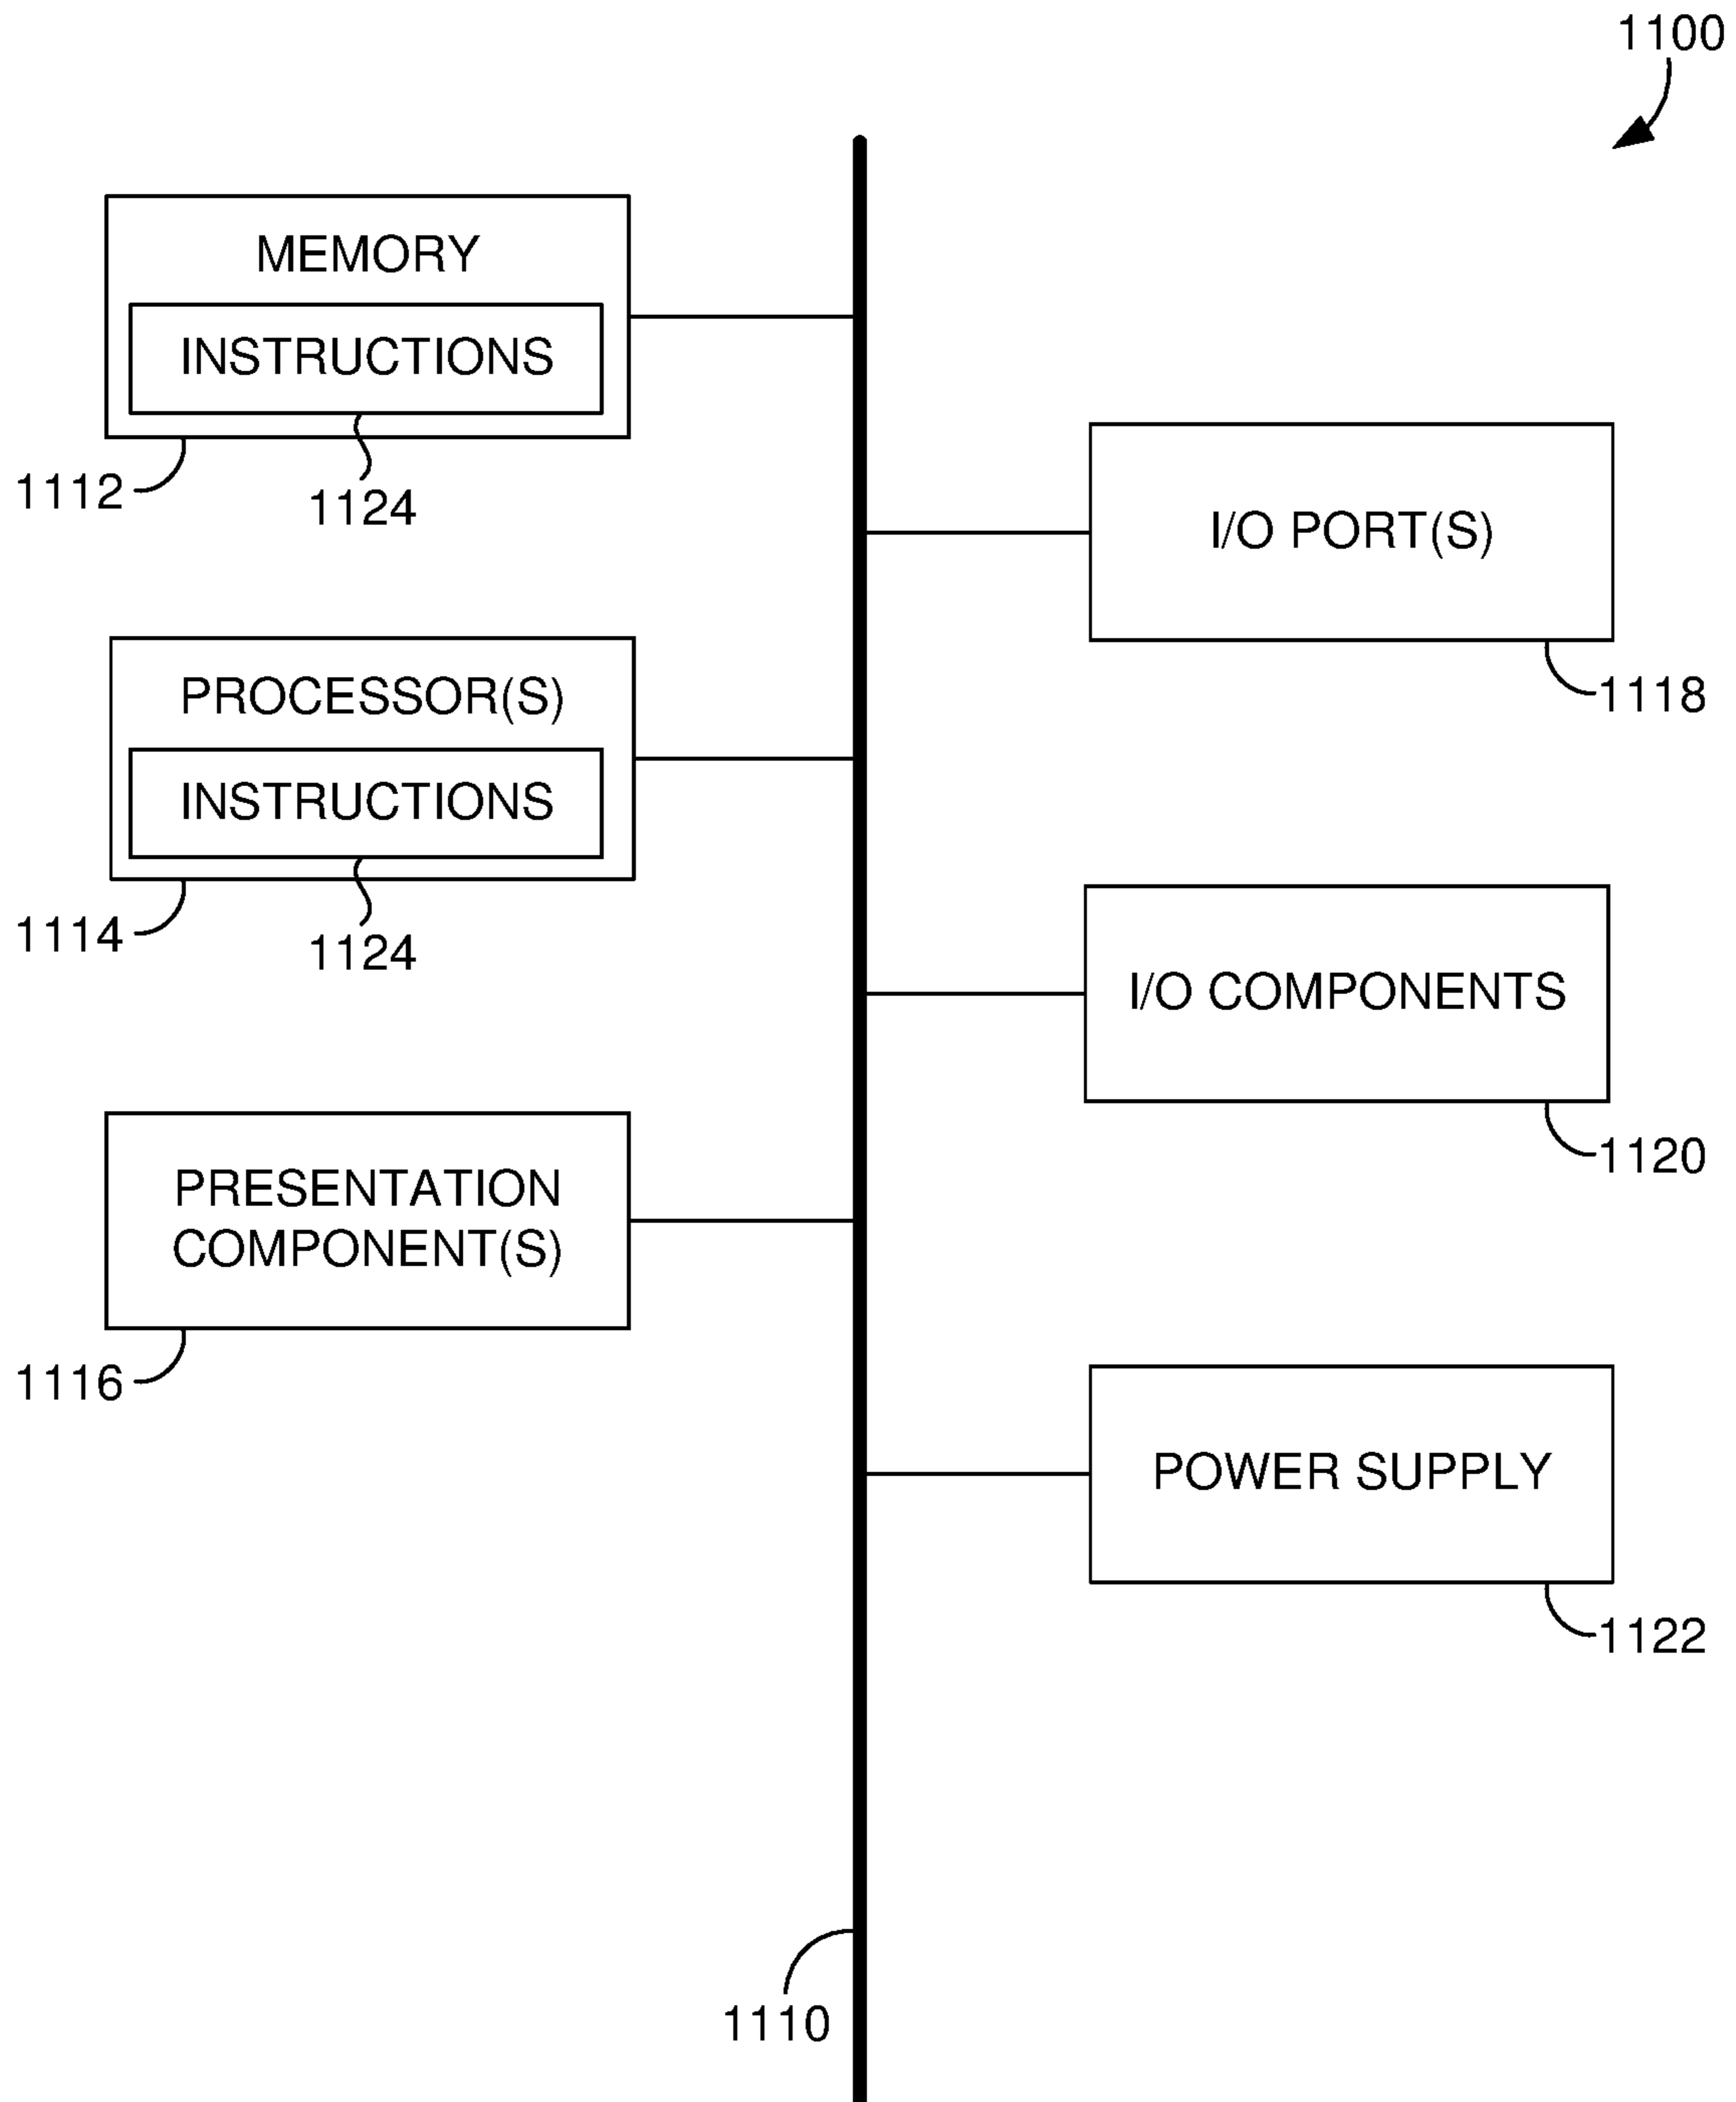 1100
MEMORY
INSTRUCTIONS
1112
1124
I/O PORT(S)
1118
PROCESSOR(S)
INSTRUCTIONS
1114
1124
I/O COMPONENTS
1120
PRESENTATION
COMPONENT(S)
1116
POWER SUPPLY
1122
1110